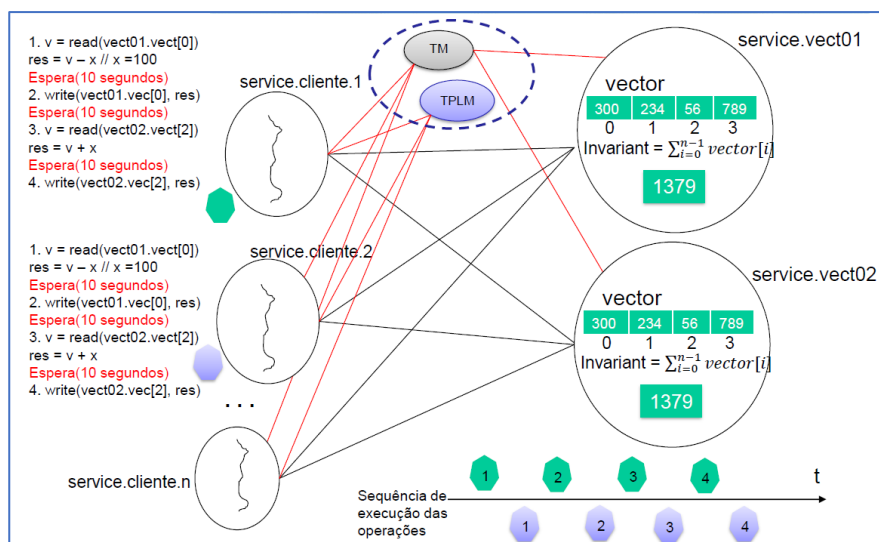 1. v = read(vect01.vect[0])
res = v – x // x =100
Espera(10 segundos)
2. write(vect01.vec[0], res)
Espera(10 segundos)
3. v = read(vect02.vect[2])
res = v + x
Espera(10 segundos)
4. write(vect02.vec[2], res)
service.cliente.1
TM
TPLM
service.vect01
vector
300 234 56 789
0 1 2 3
Invariant = ∑_{i=0}^{n−1} vector[i]
1379
1. v = read(vect01.vect[0])
res = v – x // x =100
Espera(10 segundos)
2. write(vect01.vec[0], res)
Espera(10 segundos)
3. v = read(vect02.vect[2])
res = v + x
Espera(10 segundos)
4. write(vect02.vec[2], res)
service.cliente.2
service.vect02
vector
300 234 56 789
0 1 2 3
Invariant = ∑_{i=0}^{n−1} vector[i]
1379
. . .
service.cliente.n
Sequência de
execução das
operações
1 2 3 4
t
1 2 3 4